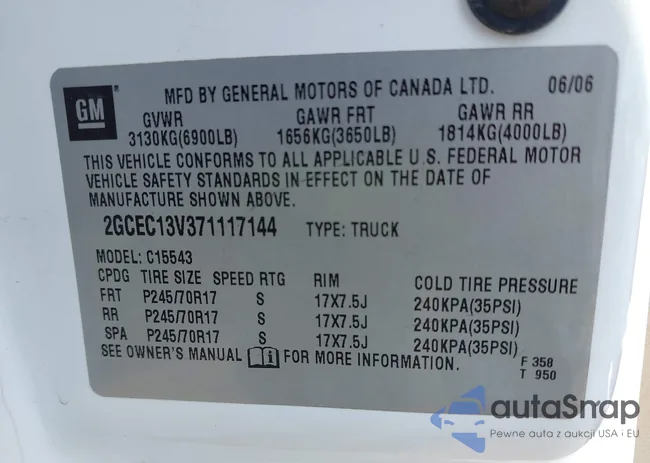 GM
MFD BY GENERAL MOTORS OF CANADA LTD. 06/06
GVWR GAWR FRT GAWR RR
3130KG(6900LB) 1656KG(3650LB) 1814KG(4000LB)
THIS VEHICLE CONFORMS TO ALL APPLICABLE U.S. FEDERAL MOTOR
VEHICLE SAFETY STANDARDS IN EFFECT ON THE DATE OF
MANUFACTURE SHOWN ABOVE.
2GCEC13V371117144 TYPE: TRUCK
MODEL: C15543
CPDG TIRE SIZE SPEED RTG RIM COLD TIRE PRESSURE
FRT P245/70R17 S 17X7.5J 240KPA(35PSI)
RR P245/70R17 S 17X7.5J 240KPA(35PSI)
SPA P245/70R17 S 17X7.5J 240KPA(35PSI)
SEE OWNER'S MANUAL FOR MORE INFORMATION.
F 358
T 950
autaSnap
Pewne auta z aukcji USA i EU